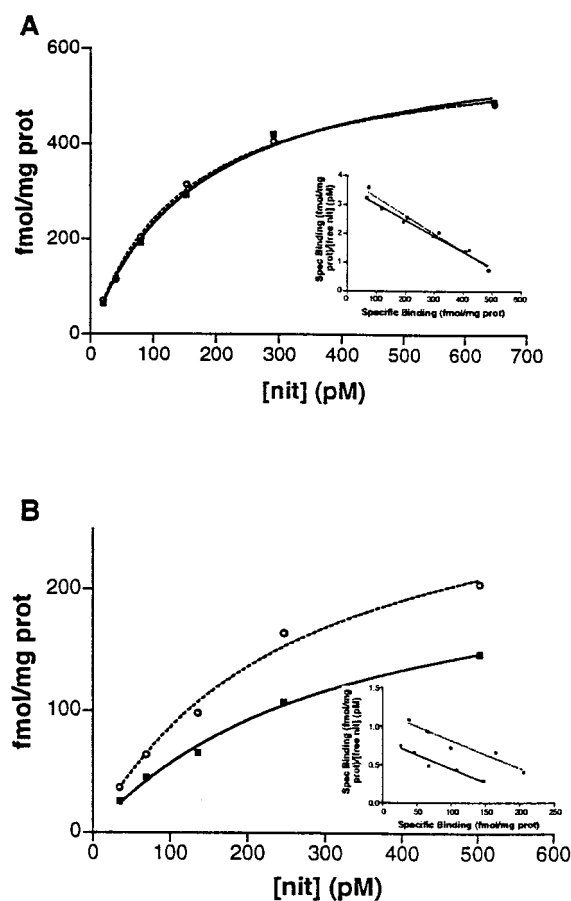 A
600
400
200
0
fmol/mg prot
0 100 200 300 400 500 600 700
[nit] (pM)
Spec Binding (fmol/mg
prot)/[free nit] (pM)
4
3
2
1
0
0 100 200 300 400 500 600
Specific Binding (fmol/mg prot)
B
200
100
0
fmol/mg prot
0 100 200 300 400 500 600
[nit] (pM)
Spec Binding (fmol/mg
prot)/[free nit] (pM)
1.5
1.0
0.5
0.0
0 50 100 150 200 250
Specific Binding (fmol/mg prot)